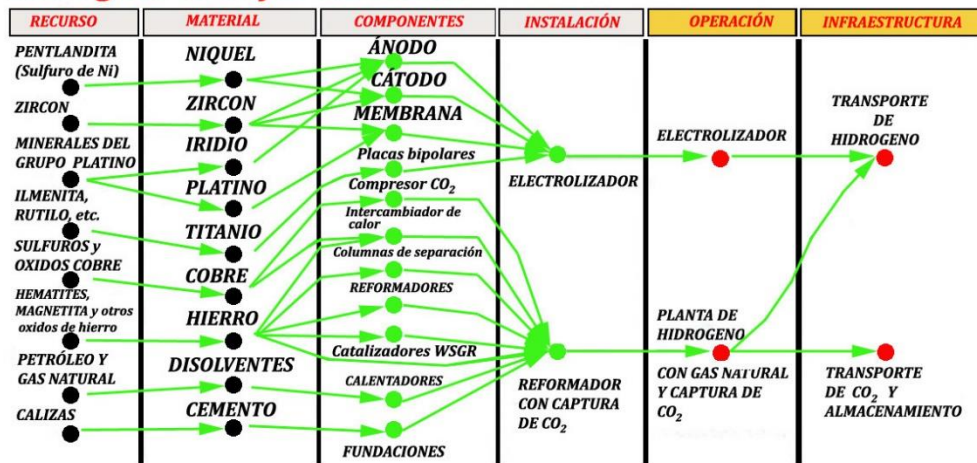 RECURSO
MATERIAL
COMPONENTES
INSTALACIÓN
OPERACIÓN
INFRAESTRUCTURA
PENTLANDITA
(Sulfuro de Ni)
ZIRCON
MINERALES DEL
GRUPO PLATINO
ILMENITA,
RUTILO, etc.
SULFUROS y
OXIDOS COBRE
HEMATITES,
MAGNETITA y otros
oxidos de hierro
PETRÓLEO Y
GAS NATURAL
CALIZAS
NIQUEL
ZIRCON
IRIDIO
PLATINO
TITANIO
COBRE
HIERRO
DISOLVENTES
CEMENTO
ÁNODO
CÁTODO
MEMBRANA
Placas bipolares
Compresor CO₂
Intercambiador de
calor
Columnas de separación
REFORMADORES
Catalizadores WSGR
CALENTADORES
FUNDACIONES
ELECTROLIZADOR
REFORMADOR
CON CAPTURA
DE CO₂
ELECTROLIZADOR
PLANTA DE
HIDROGENO
CON GAS NATURAL
Y CAPTURA DE
CO₂
TRANSPORTE
DE
HIDROGENO
TRANSPORTE
DE CO₂ Y
ALMACENAMIENTO